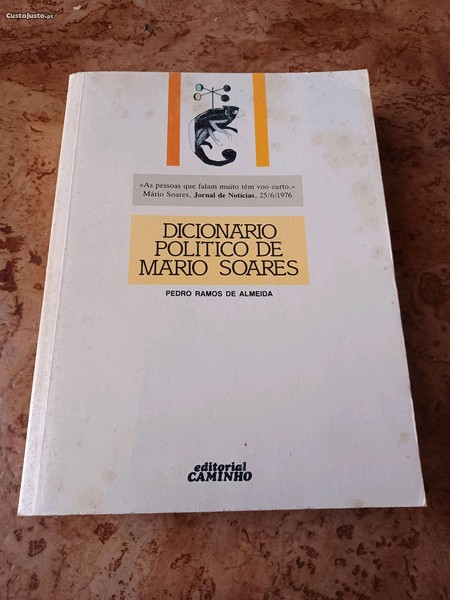 CustoJusto.pt
«As pessoas que falam muito têm voo curto.»
Mário Soares, Jornal de Notícias, 25/6/1976
DICIONÁRIO
POLÍTICO DE
MÁRIO SOARES
PEDRO RAMOS DE ALMEIDA
editorial
CAMINHO